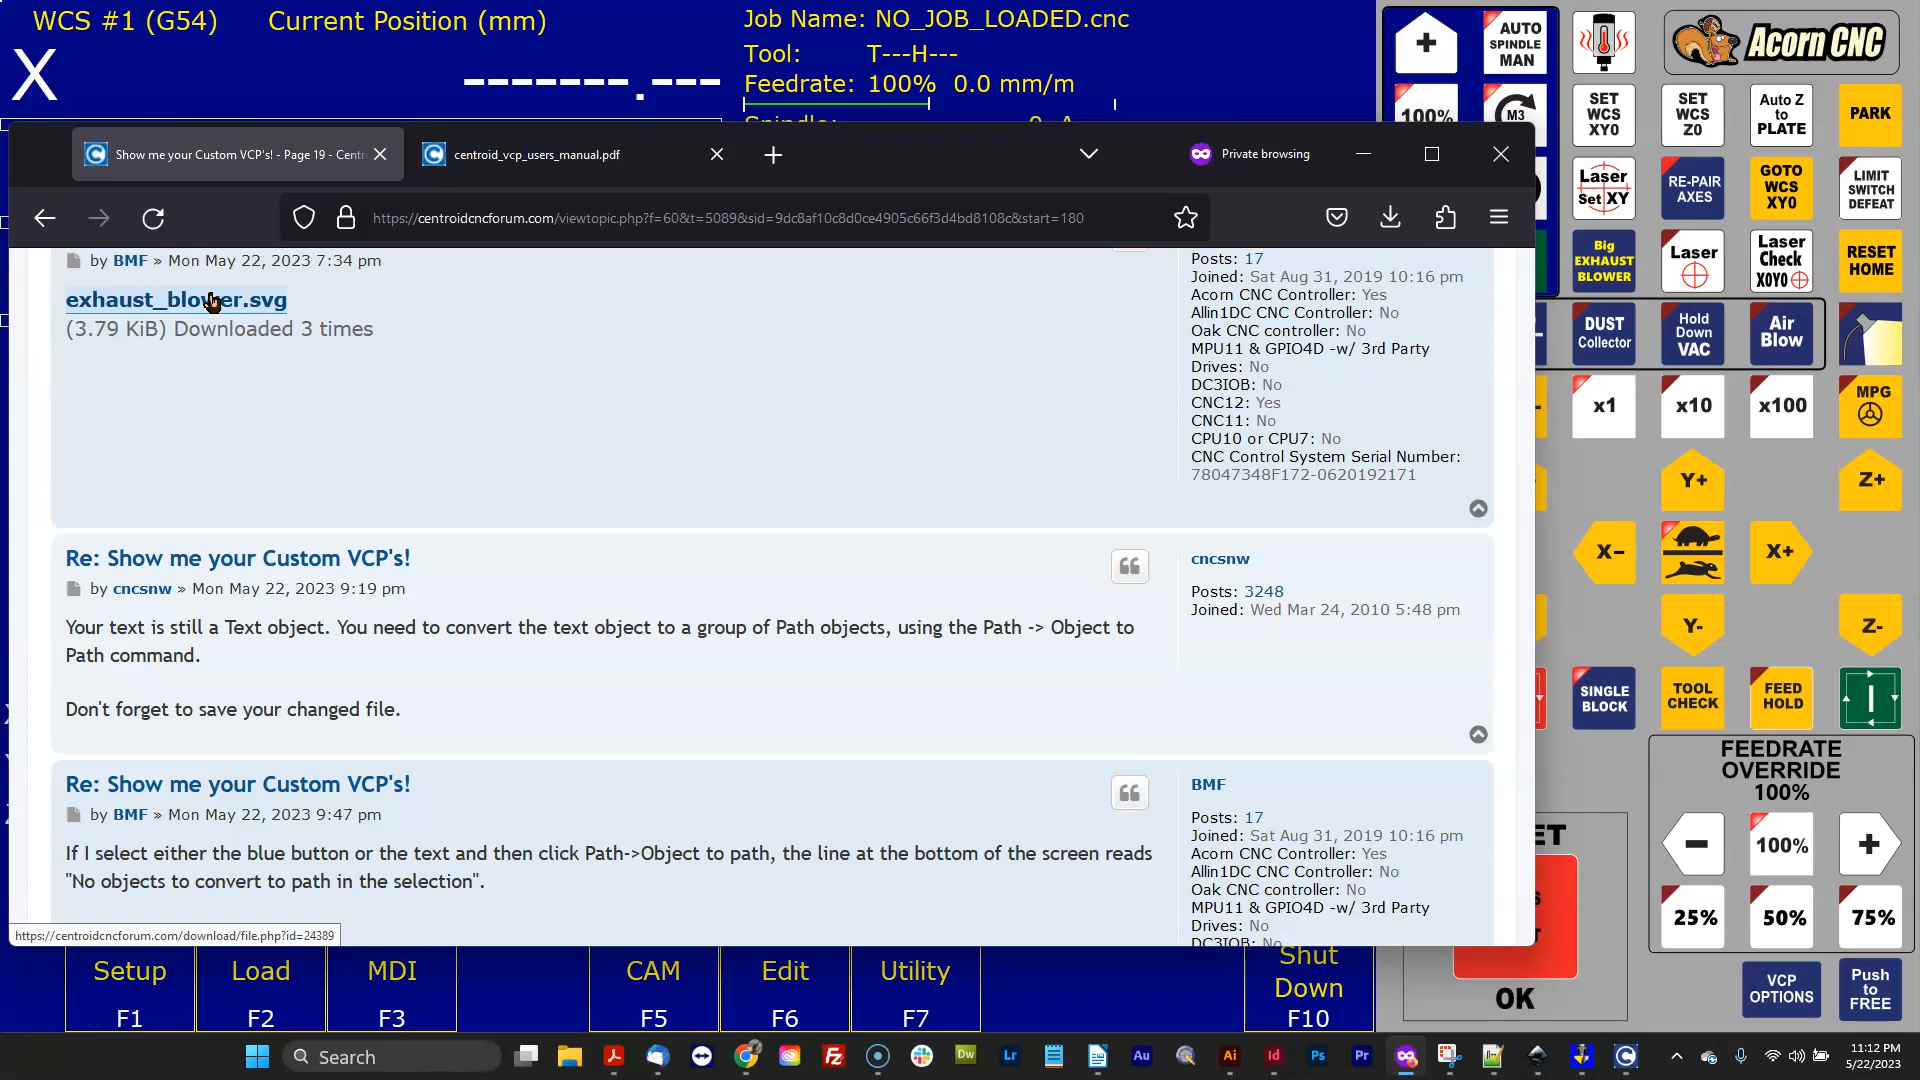 WCS #1 (G54)
Current Position (mm)
X
-------.---
Job Name: NO_JOB_LOADED.cnc
Tool: T---H---
Feedrate: 100% 0.0 mm/m
+
AUTO
SPINDLE
MAN
100%
M3
Acorn CNC
SET
WCS
XY0
SET
WCS
Z0
Auto Z
to
PLATE
PARK
Laser
Set XY
RE-PAIR
AXES
GOTO
WCS
XY0
LIMIT
SWITCH
DEFEAT
Big
EXHAUST
BLOWER
Laser
Laser
Check
X0Y0
RESET
HOME
DUST
Collector
Hold
Down
VAC
Air
Blow
x1
x10
x100
MPG
Y+
Z+
X-
X+
Y-
Z-
SINGLE
BLOCK
TOOL
CHECK
FEED
HOLD
FEEDRATE
OVERRIDE
100%
-
100%
+
25%
50%
75%
OK
VCP
OPTIONS
Push
to
FREE
Show me your Custom VCP's! - Page 19 - Centr
centroid_vcp_users_manual.pdf
Private browsing
https://centroidcncforum.com/viewtopic.php?f=60&t=5089&sid=9dc8af10c8d0ce4905c66f3d4bd8108c&start=180
by BMF » Mon May 22, 2023 7:34 pm
exhaust_blower.svg
(3.79 KiB) Downloaded 3 times
Posts: 17
Joined: Sat Aug 31, 2019 10:16 pm
Acorn CNC Controller: Yes
Allin1DC CNC Controller: No
Oak CNC controller: No
MPU11 & GPIO4D -w/ 3rd Party
Drives: No
DC3IOB: No
CNC12: Yes
CNC11: No
CPU10 or CPU7: No
CNC Control System Serial Number:
78047348F172-0620192171
Re: Show me your Custom VCP's!
by cncsnw » Mon May 22, 2023 9:19 pm
Your text is still a Text object. You need to convert the text object to a group of Path objects, using the Path -> Object to
Path command.
Don't forget to save your changed file.
cncsnw
Posts: 3248
Joined: Wed Mar 24, 2010 5:48 pm
Re: Show me your Custom VCP's!
by BMF » Mon May 22, 2023 9:47 pm
If I select either the blue button or the text and then click Path->Object to path, the line at the bottom of the screen reads
"No objects to convert to path in the selection".
BMF
Posts: 17
Joined: Sat Aug 31, 2019 10:16 pm
Acorn CNC Controller: Yes
Allin1DC CNC Controller: No
Oak CNC controller: No
MPU11 & GPIO4D -w/ 3rd Party
Drives: No
DC3IOB: No
https://centroidcncforum.com/download/file.php?id=24389
Setup
F1
Load
F2
MDI
F3
CAM
F5
Edit
F6
Utility
F7
Shut
Down
F10
Search
Fz
Dw
Lr
Au
Ai
Id
Ps
Pr
11:12 PM
5/22/2023